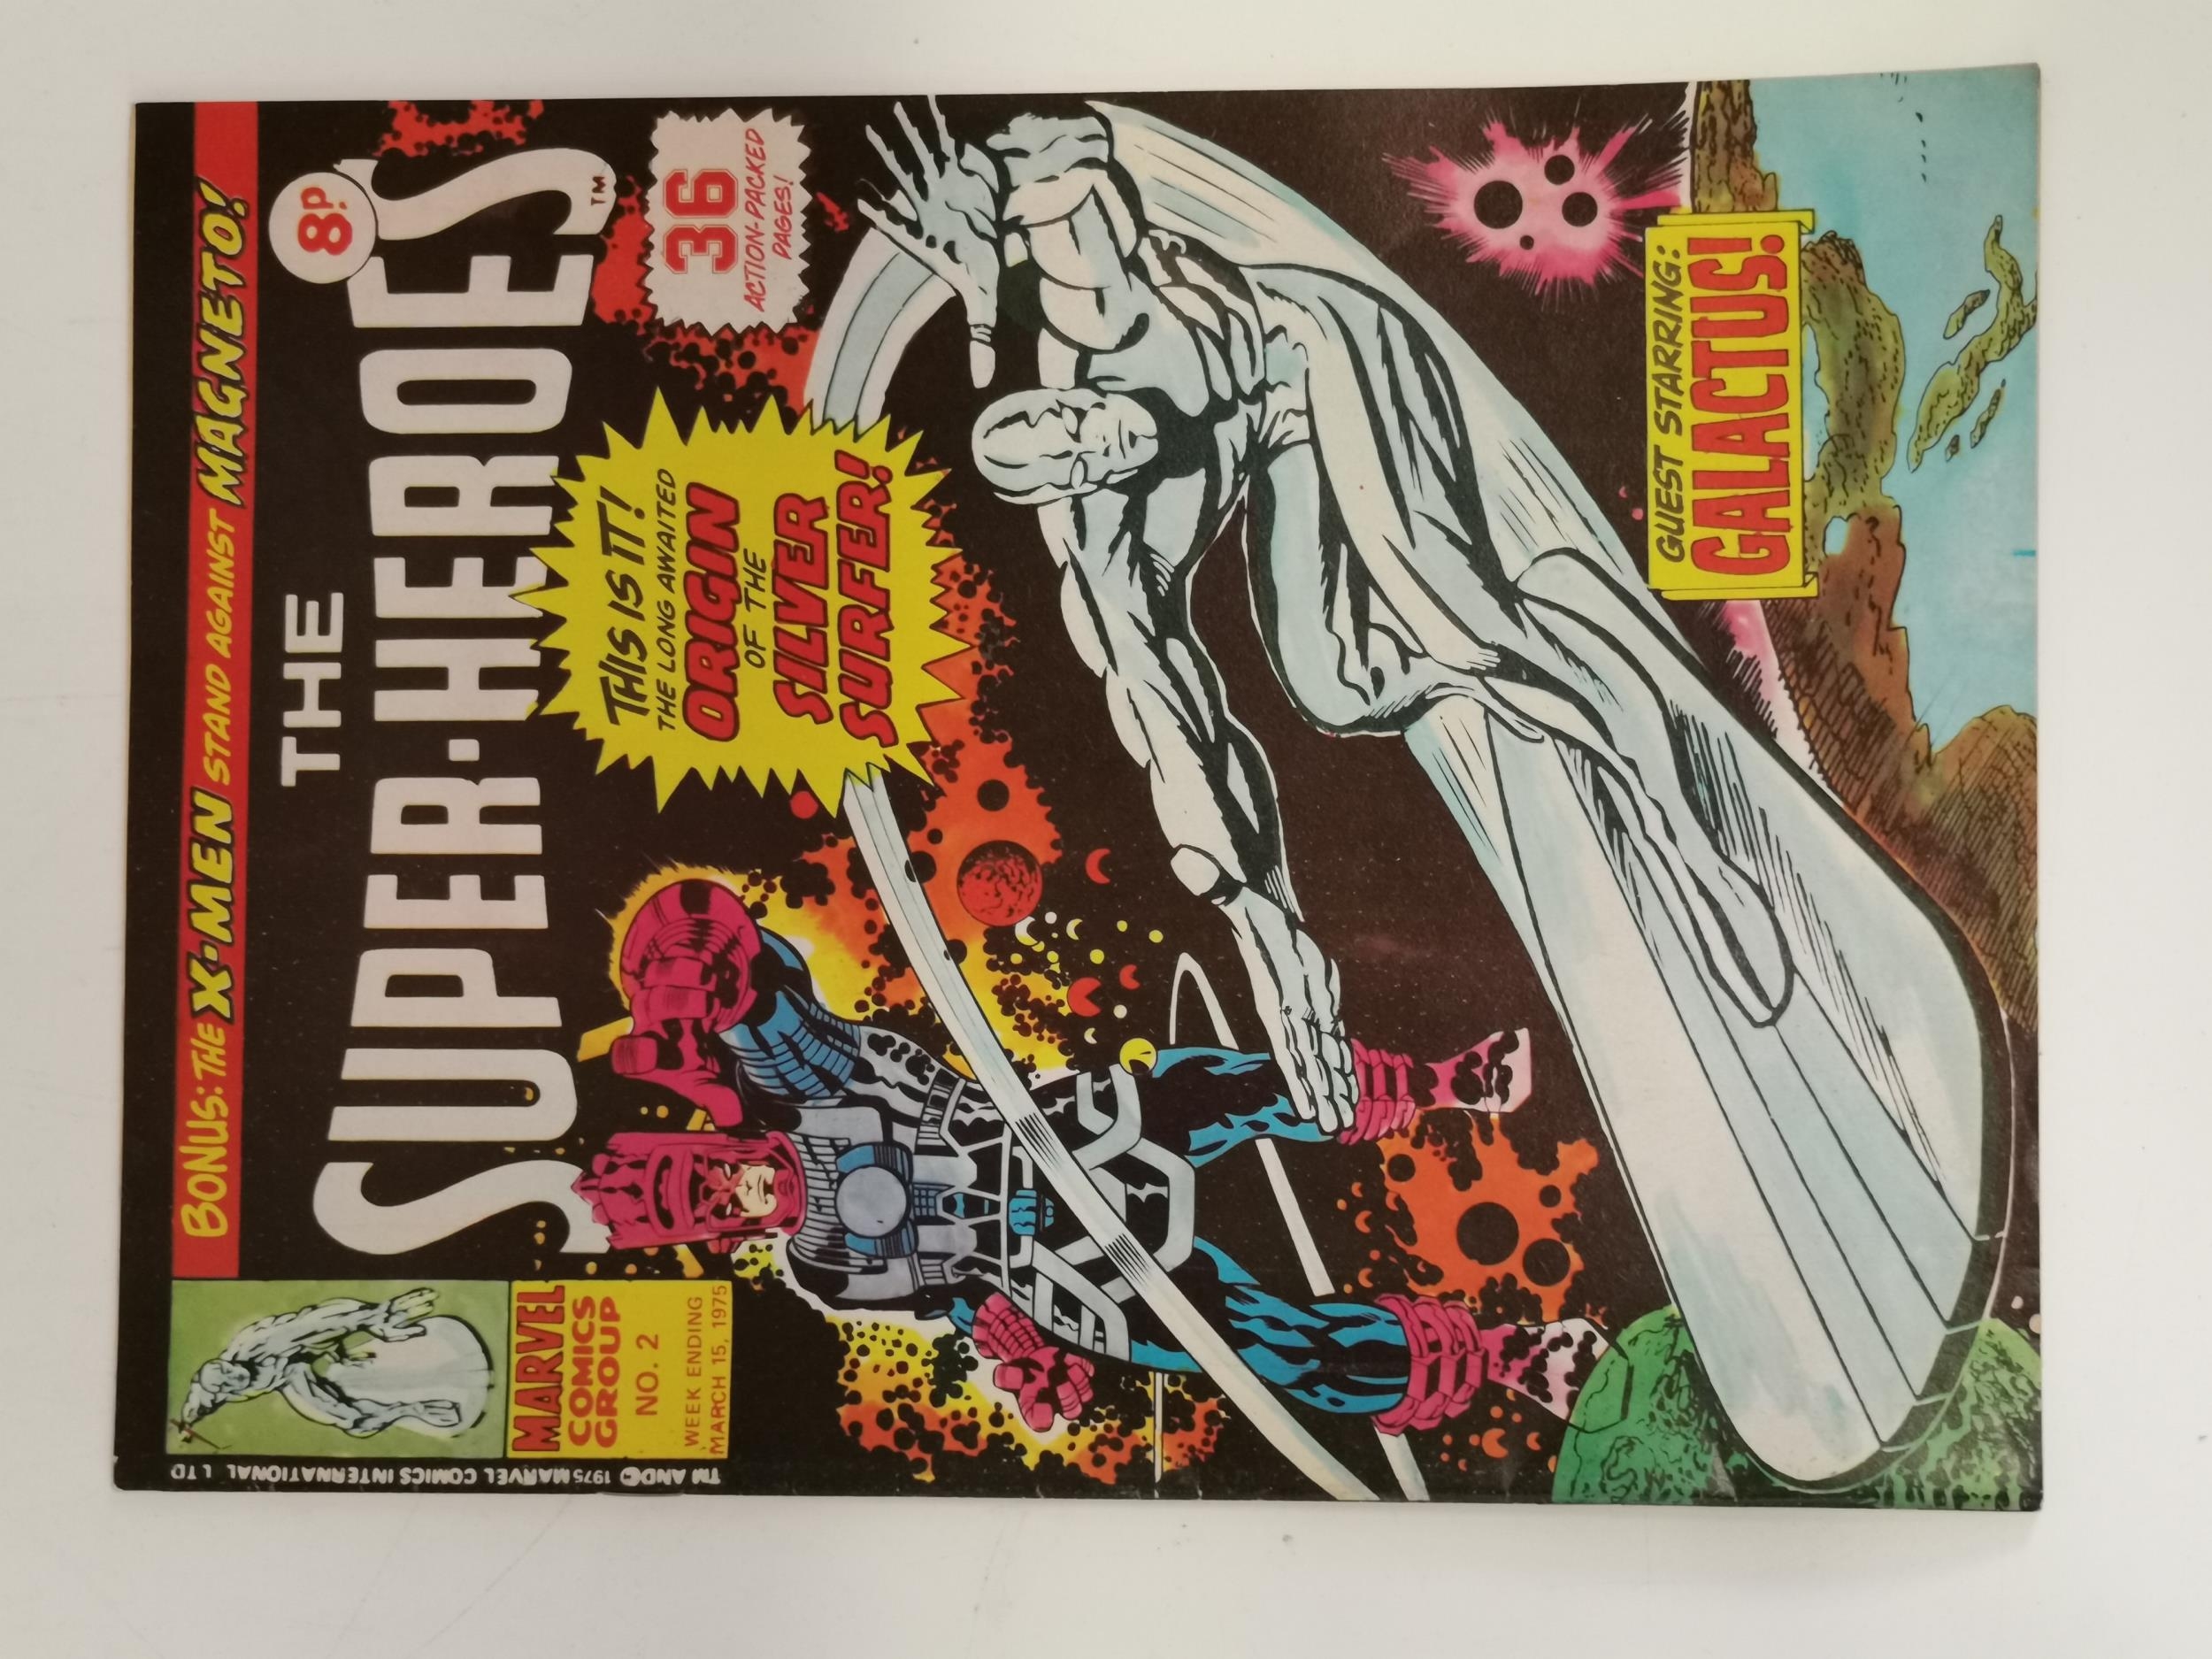 BONUS: THE X-MEN STAND AGAINST MAGNETO!
8P.
THE
SUPER-HEROES
TM
MARVEL
COMICS
GROUP
NO. 2
WEEK ENDING
MARCH 15, 1975
TM AND © 1975 MARVEL COMICS INTERNATIONAL LTD
THIS IS IT!
THE LONG AWAITED
ORIGIN
OF THE
SILVER
SURFER!
36
ACTION-PACKED
PAGES!
GUEST STARRING:
GALACTUS!